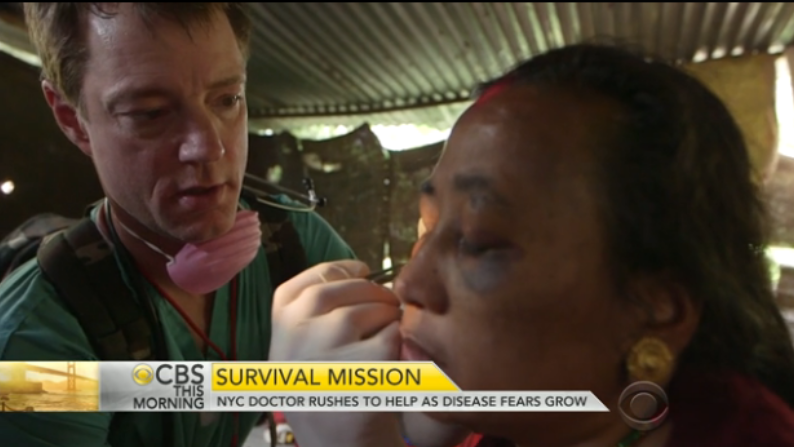 CBS
THIS
MORNING
SURVIVAL MISSION
NYC DOCTOR RUSHES TO HELP AS DISEASE FEARS GROW